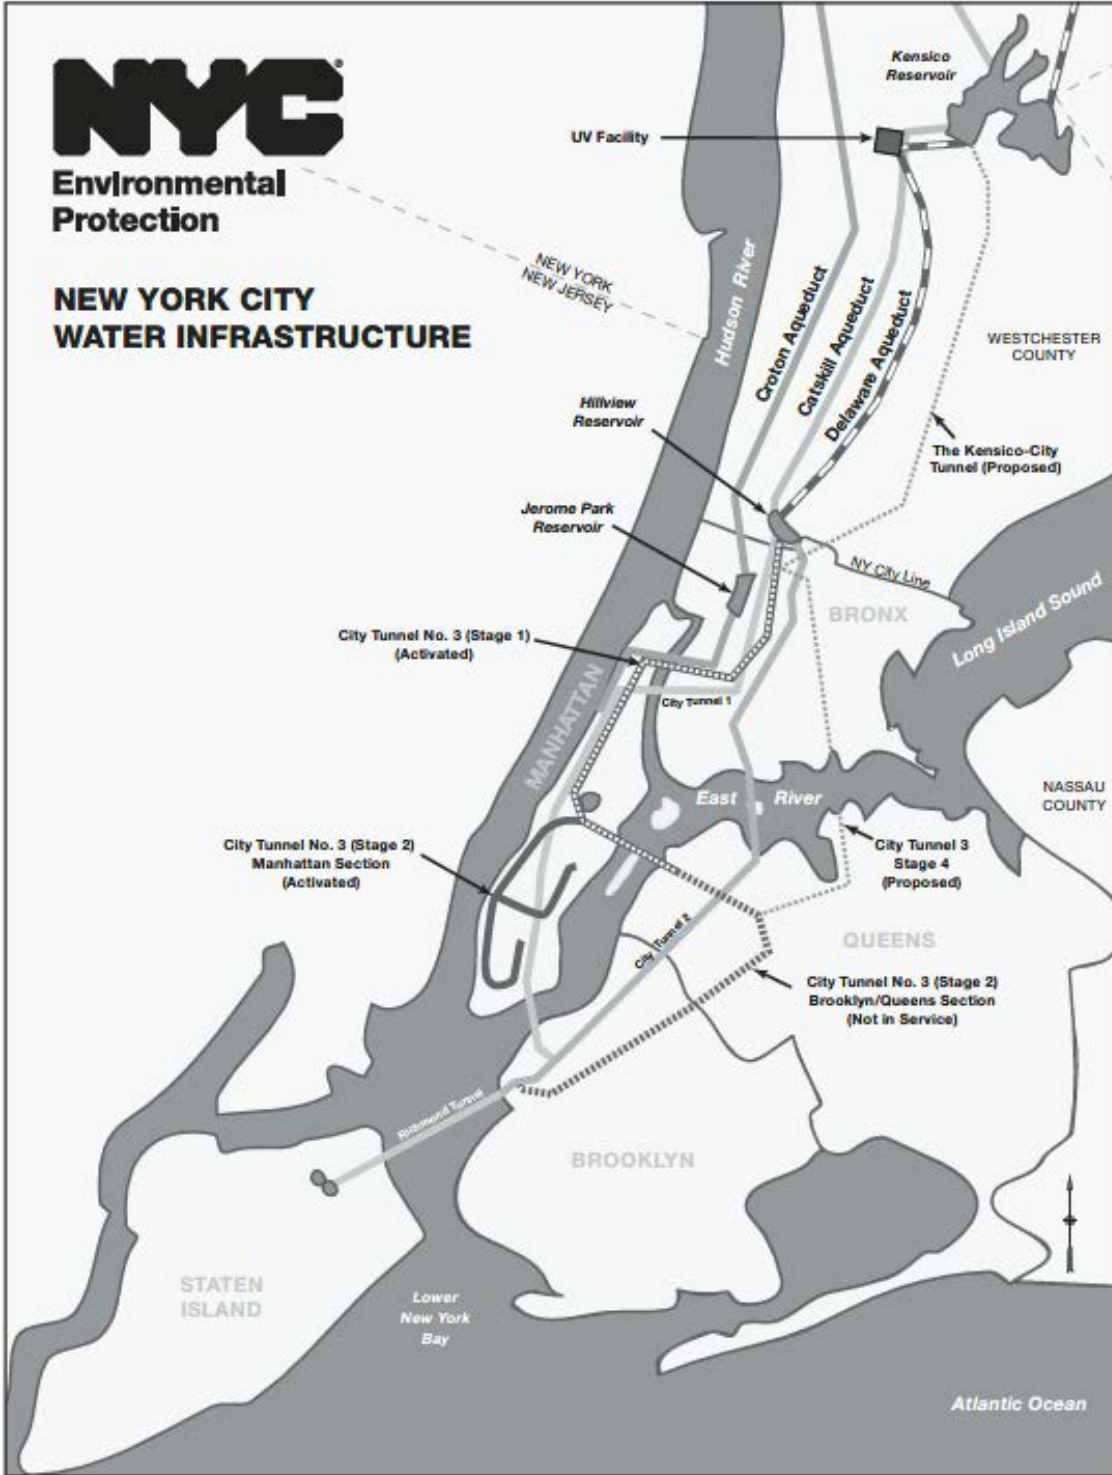 NYC
Environmental
Protection
NEW YORK CITY
WATER INFRASTRUCTURE
Kensico
Reservoir
UV Facility
NEW YORK
NEW JERSEY
Hudson River
Croton Aqueduct
Catskill Aqueduct
Delaware Aqueduct
WESTCHESTER
COUNTY
Hillview
Reservoir
The Kensico-City
Tunnel (Proposed)
Jerome Park
Reservoir
NY City Line
BRONX
Long Island Sound
City Tunnel No. 3 (Stage 1)
(Activated)
MANHATTAN
City Tunnel 1
East River
NASSAU
COUNTY
City Tunnel No. 3 (Stage 2)
Manhattan Section
(Activated)
City Tunnel 3
Stage 4
(Proposed)
City Tunnel 2
QUEENS
City Tunnel No. 3 (Stage 2)
Brooklyn/Queens Section
(Not in Service)
Richmond Tunnel
BROOKLYN
STATEN
ISLAND
Lower
New York
Bay
Atlantic Ocean